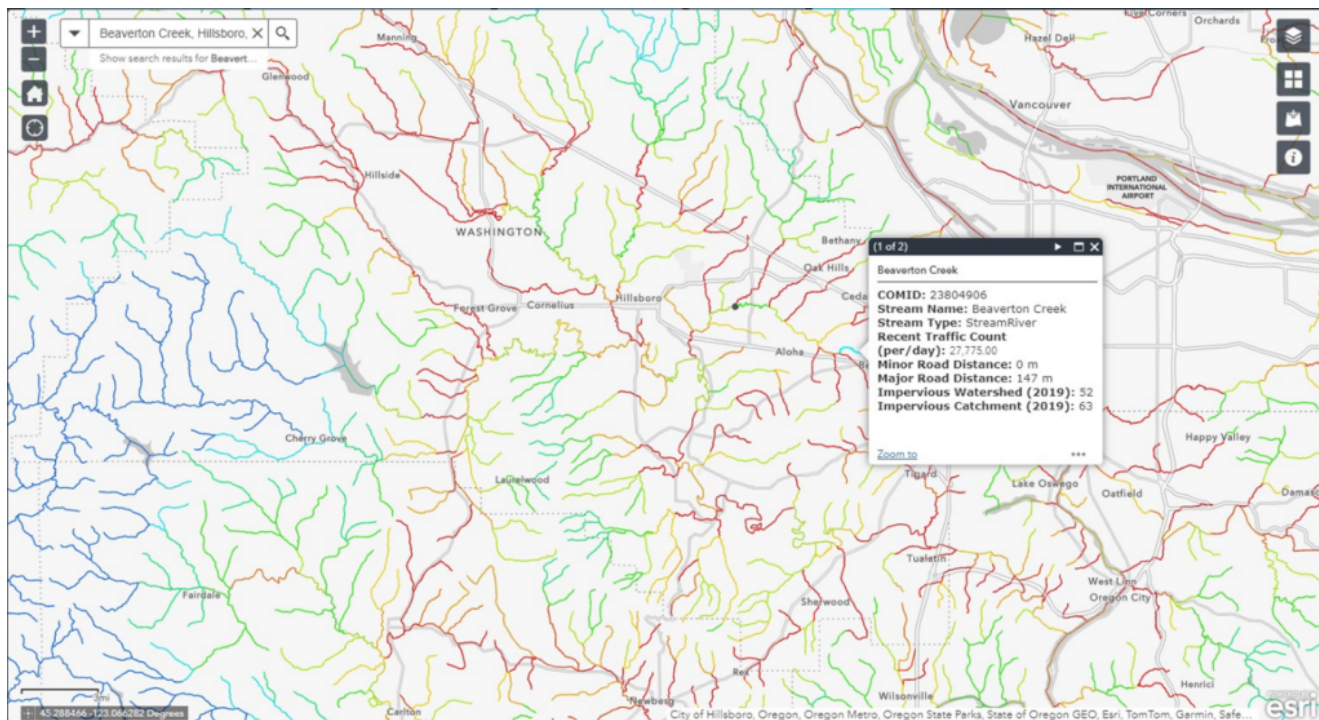 Beaverton Creek, Hillsboro,
Show search results for Beavert...
Manning
Glenwood
Hazel Dell
Orchards
Vancouver
PORTLAND
INTERNATIONAL
AIRPORT
Hillside
WASHINGTON
Bethany
Oak Hills
Forest Grove
Cornelius
Hillsboro
Aloha
(1 of 2)
Beaverton Creek
COMID: 23804906
Stream Name: Beaverton Creek
Stream Type: StreamRiver
Recent Traffic Count
(per/day): 27,775.00
Minor Road Distance: 0 m
Major Road Distance: 147 m
Impervious Watershed (2019): 52
Impervious Catchment (2019): 63
Zoom to
Cherry Grove
Laurelwood
Happy Valley
Tigard
Lake Oswego
Oatfield
Damasc
Tualatin
West Linn
Oregon City
Fairdale
Sherwood
Rex
Wilsonville
Henrici
Newberg
Carlton
3mi
45.288466 -123.066282 Degrees
City of Hillsboro, Oregon, Oregon Metro, Oregon State Parks, State of Oregon GEO, Esri, TomTom, Garmin, Safe...
esri